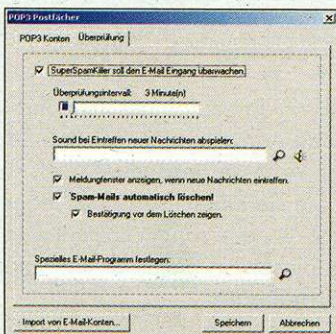 POP3 Postfächer
POP3 Konten Überprüfung
SuperSpamKiller soll den E-Mail Eingang überwachen.
Überprüfungsintervall: 3 Minute(n)
Sound bei Eintreffen neuer Nachrichten abspielen:
Meldungfenster anzeigen, wenn neue Nachrichten eintreffen.
Spam-Mails automatisch löschen!
Bestätigung vor dem Löschen zeigen.
Spezielles E-Mail-Programm festlegen:
Import von E-Mail-Konten... Speichern Abbrechen